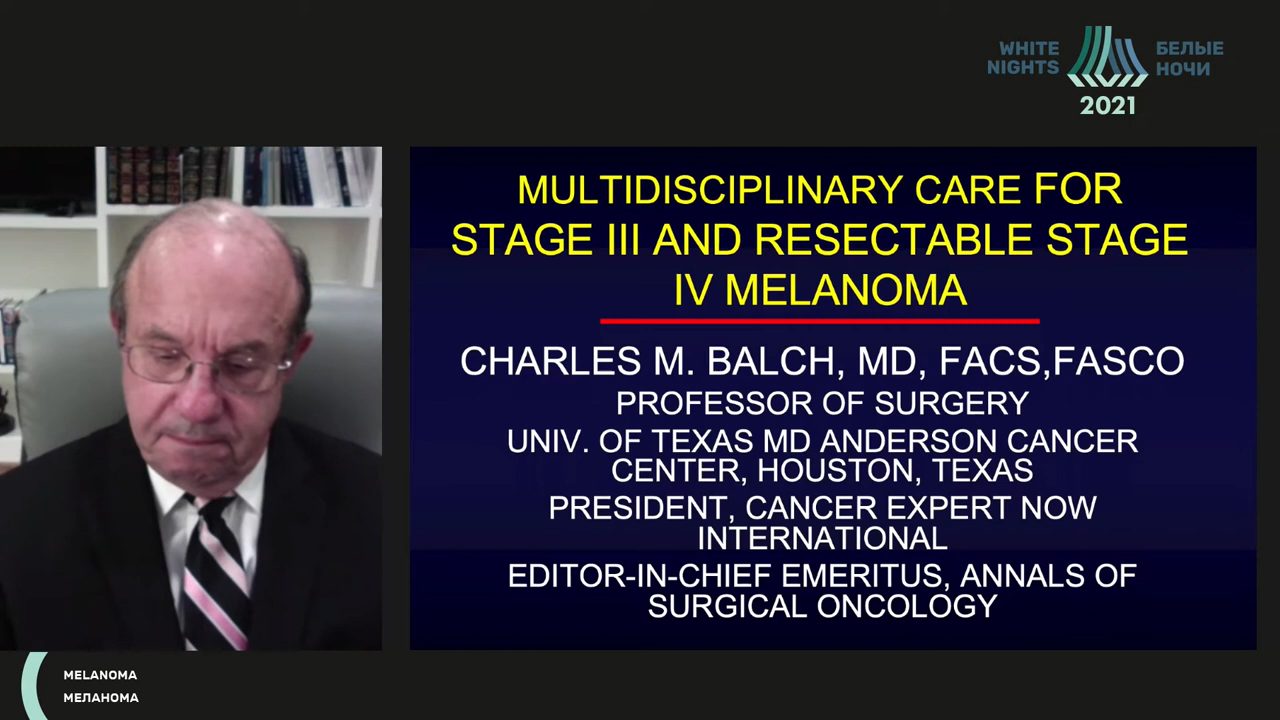 WHITE
NIGHTS
БЕЛЫЕ
НОЧИ
2021
MULTIDISCIPLINARY CARE FOR
STAGE III AND RESECTABLE STAGE
IV MELANOMA
CHARLES M. BALCH, MD, FACS,FASCO
PROFESSOR OF SURGERY
UNIV. OF TEXAS MD ANDERSON CANCER
CENTER, HOUSTON, TEXAS
PRESIDENT, CANCER EXPERT NOW
INTERNATIONAL
EDITOR-IN-CHIEF EMERITUS, ANNALS OF
SURGICAL ONCOLOGY
MELANOMA
МЕЛАНОМА